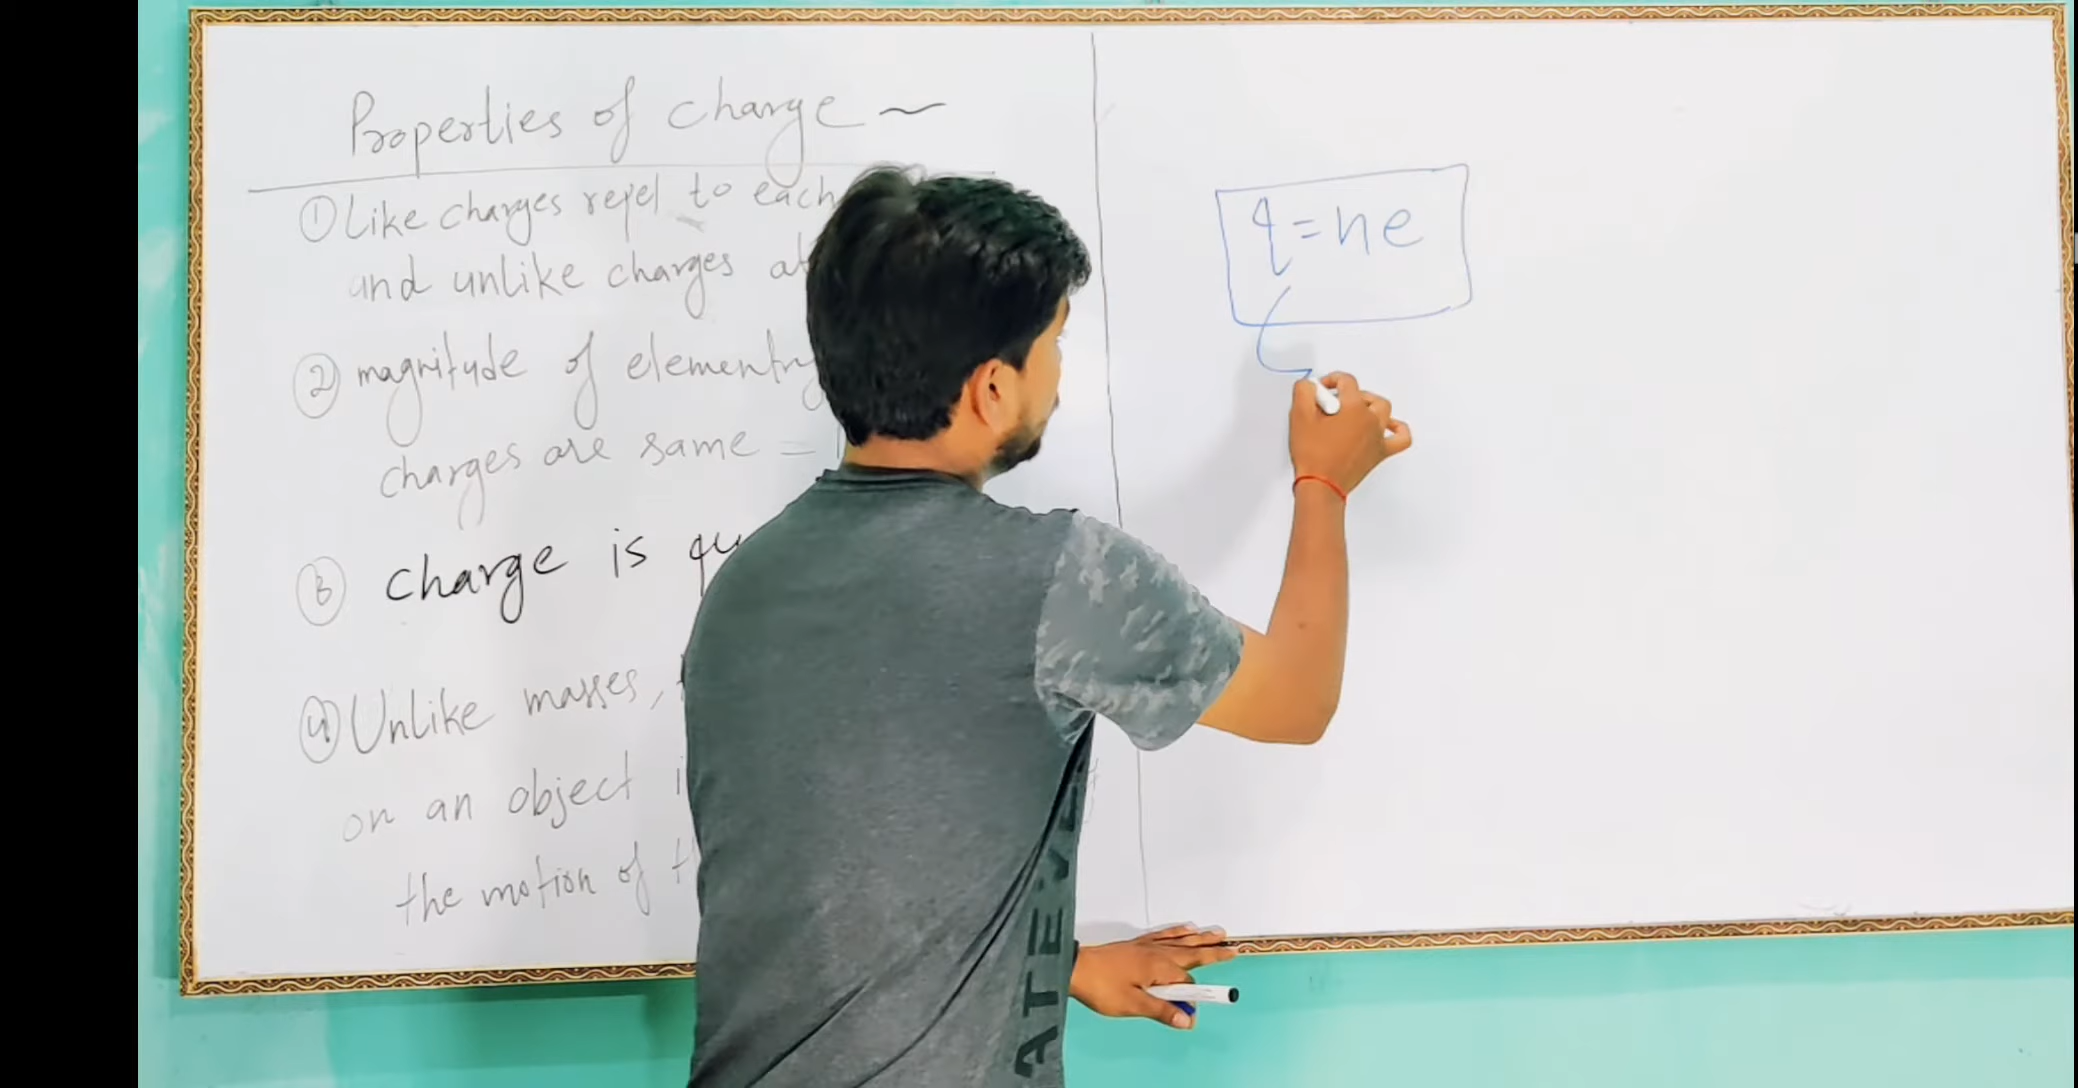 Properties of charge ~
① Like charges repel to each
and unlike charges
② magnitude of elementry
charges are same =
③ charge is
④ Unlike masses,
on an object
the motion of
q = ne
ATEVE